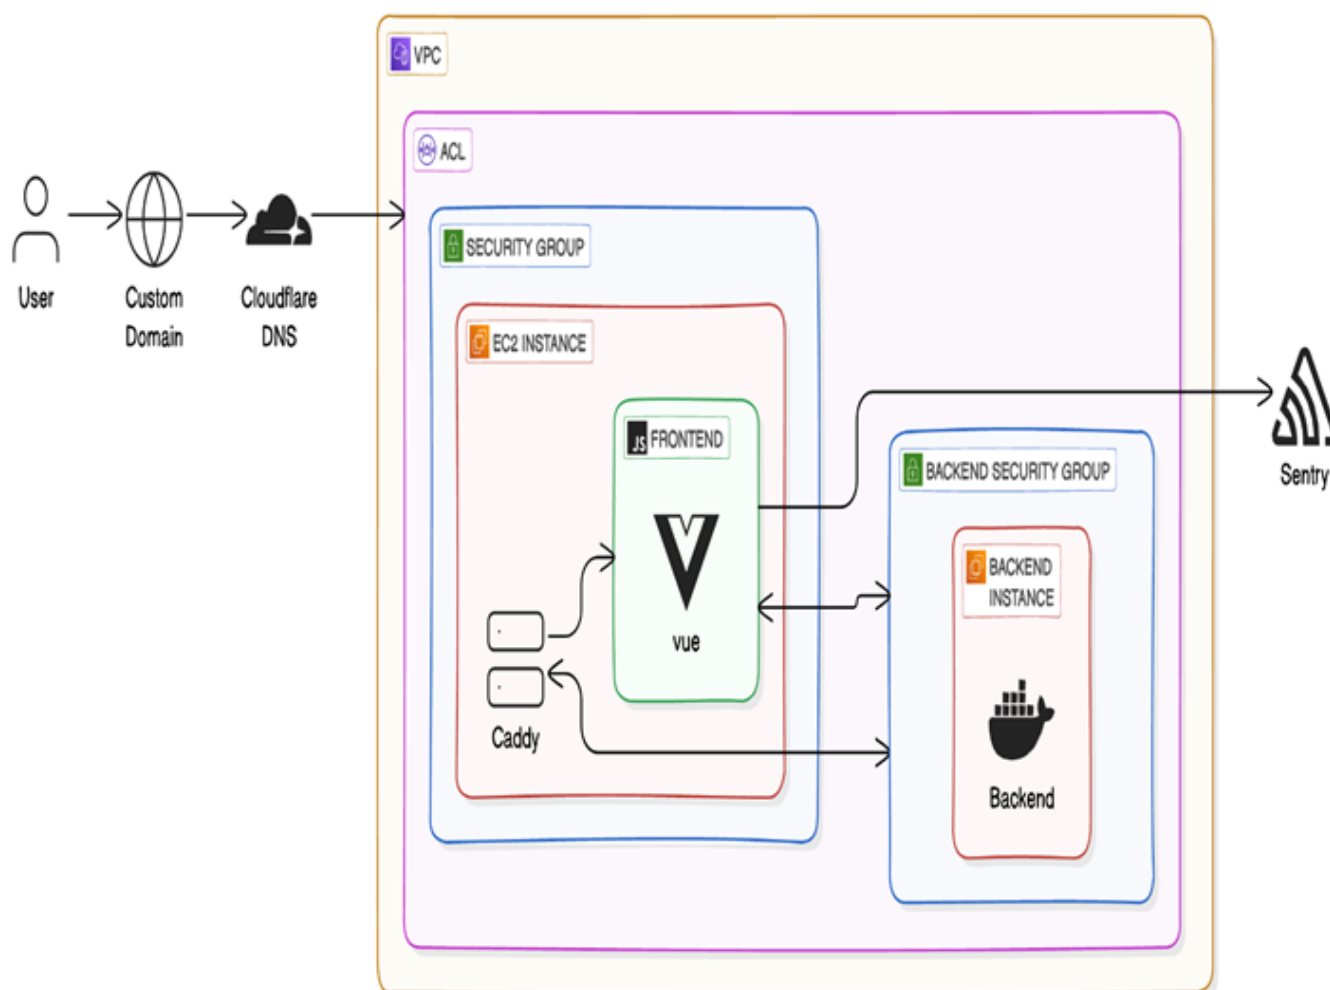 VPC
ACL
SECURITY GROUP
EC2 INSTANCE
JS FRONTEND
vue
Caddy
BACKEND SECURITY GROUP
BACKEND
INSTANCE
Backend
User
Custom
Domain
Cloudflare
DNS
Sentry